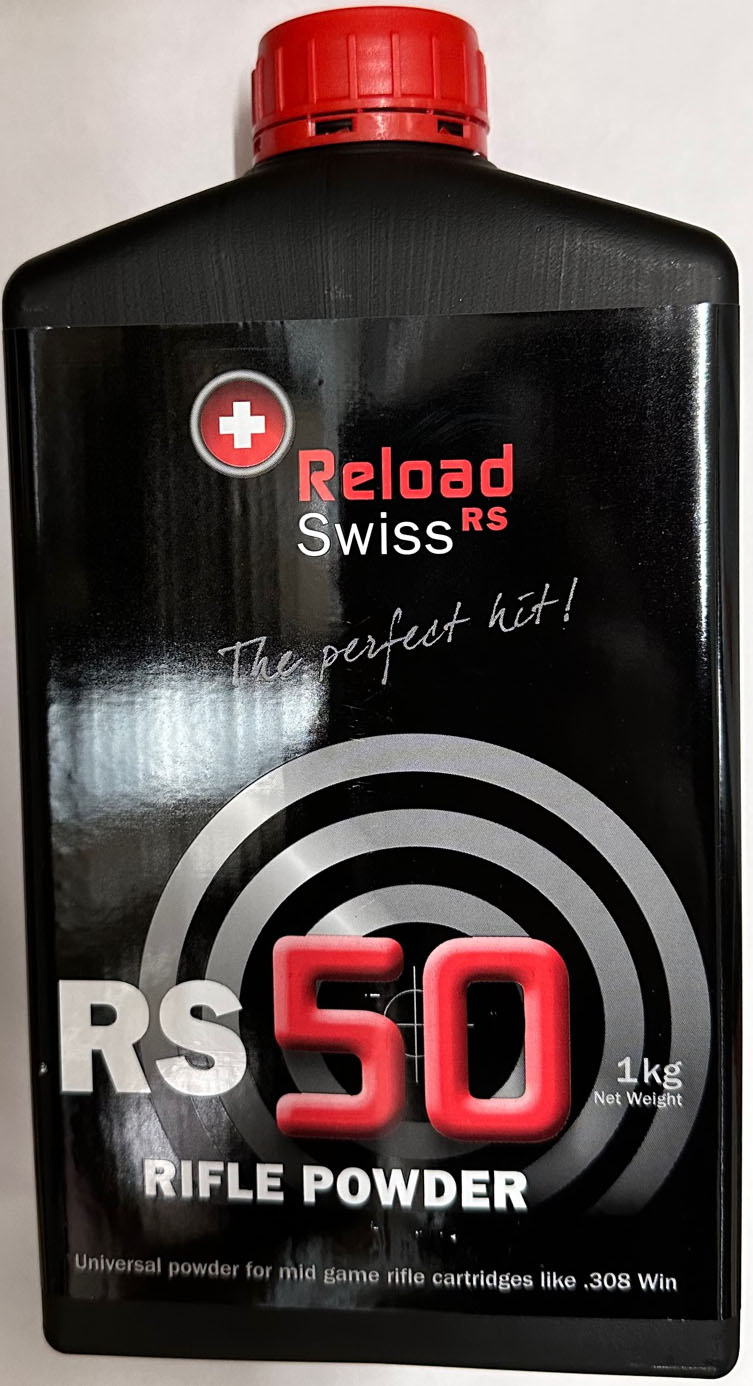 Reload
Swiss RS
The perfect hit!
RS 50
1kg
Net Weight
RIFLE POWDER
Universal powder for mid game rifle cartridges like .308 Win